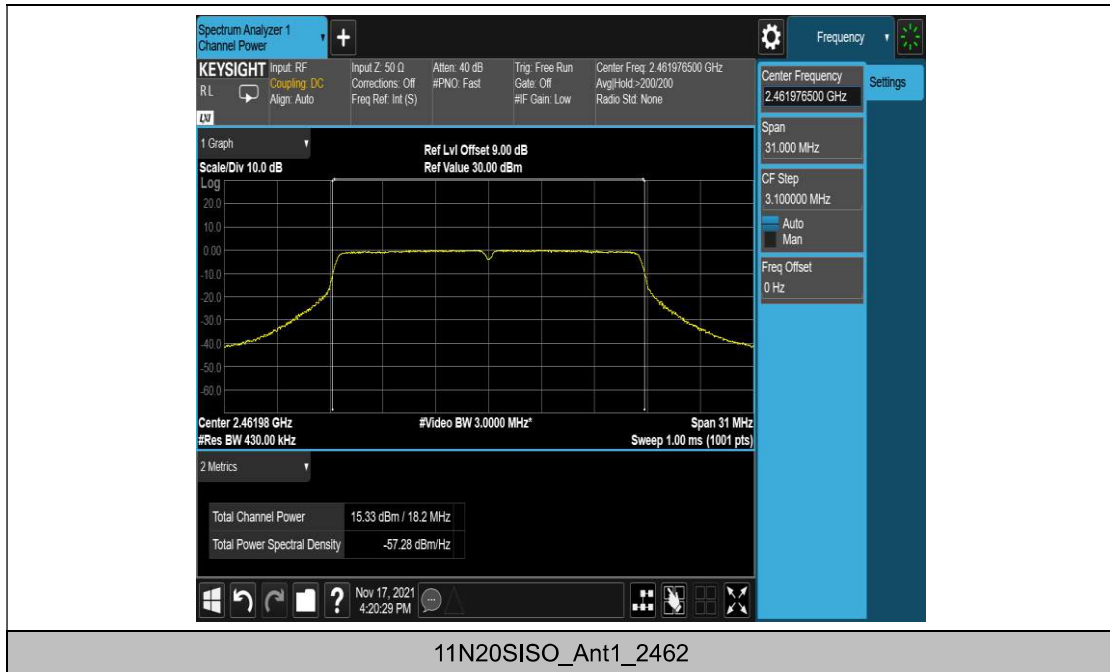 Spectrum Analyzer 1
Channel Power
+
Frequency
KEYSIGHT
RL
LXI
Input: RF
Coupling: DC
Align: Auto
Input Z: 50 Ω
Corrections: Off
Freq Ref: Int (S)
Atten: 40 dB
#PNO: Fast
Trig: Free Run
Gate: Off
#IF Gain: Low
Center Freq: 2.461976500 GHz
Avg|Hold:>200/200
Radio Std: None
Center Frequency
2.461976500 GHz
Settings
Span
31.000 MHz
CF Step
3.100000 MHz
Auto
Man
Freq Offset
0 Hz
1 Graph
Scale/Div 10.0 dB
Ref Lvl Offset 9.00 dB
Ref Value 30.00 dBm
Log
20.0
10.0
0.00
-10.0
-20.0
-30.0
-40.0
-50.0
-60.0
Center 2.46198 GHz
#Video BW 3.0000 MHz*
Span 31 MHz
#Res BW 430.00 kHz
Sweep 1.00 ms (1001 pts)
2 Metrics
Total Channel Power 15.33 dBm / 18.2 MHz
Total Power Spectral Density -57.28 dBm/Hz
?
Nov 17, 2021
4:20:29 PM
11N20SISO_Ant1_2462